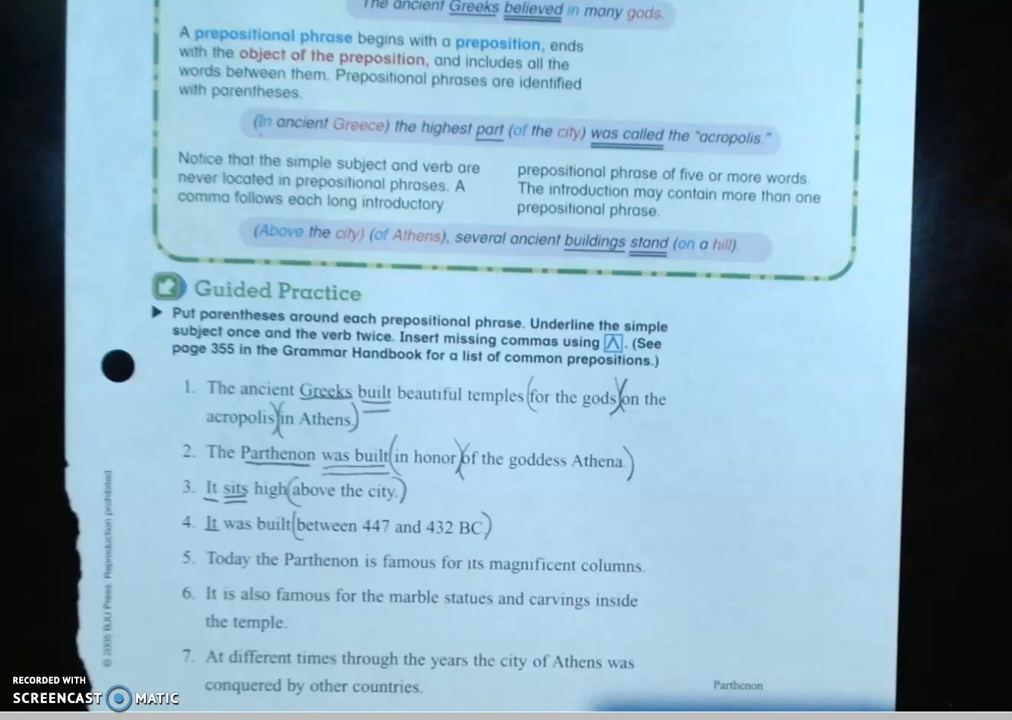 The ancient Greeks believed in many gods.
A prepositional phrase begins with a preposition, ends
with the object of the preposition, and includes all the
words between them. Prepositional phrases are identified
with parentheses.
(In ancient Greece) the highest part (of the city) was called the "acropolis."
Notice that the simple subject and verb are
never located in prepositional phrases. A
comma follows each long introductory
prepositional phrase of five or more words.
The introduction may contain more than one
prepositional phrase.
(Above the city) (of Athens), several ancient buildings stand (on a hill).
Guided Practice
Put parentheses around each prepositional phrase. Underline the simple
subject once and the verb twice. Insert missing commas using ⋀. (See
page 355 in the Grammar Handbook for a list of common prepositions.)
1. The ancient Greeks built beautiful temples (for the gods)(on the
acropolis)(in Athens.)
2. The Parthenon was built (in honor)(of the goddess Athena.)
3. It sits high (above the city.)
4. It was built (between 447 and 432 BC.)
5. Today the Parthenon is famous for its magnificent columns.
6. It is also famous for the marble statues and carvings inside
the temple.
7. At different times through the years the city of Athens was
conquered by other countries.
Parthenon
BJU Press. Reproduction prohibited.
RECORDED WITH
SCREENCAST MATIC